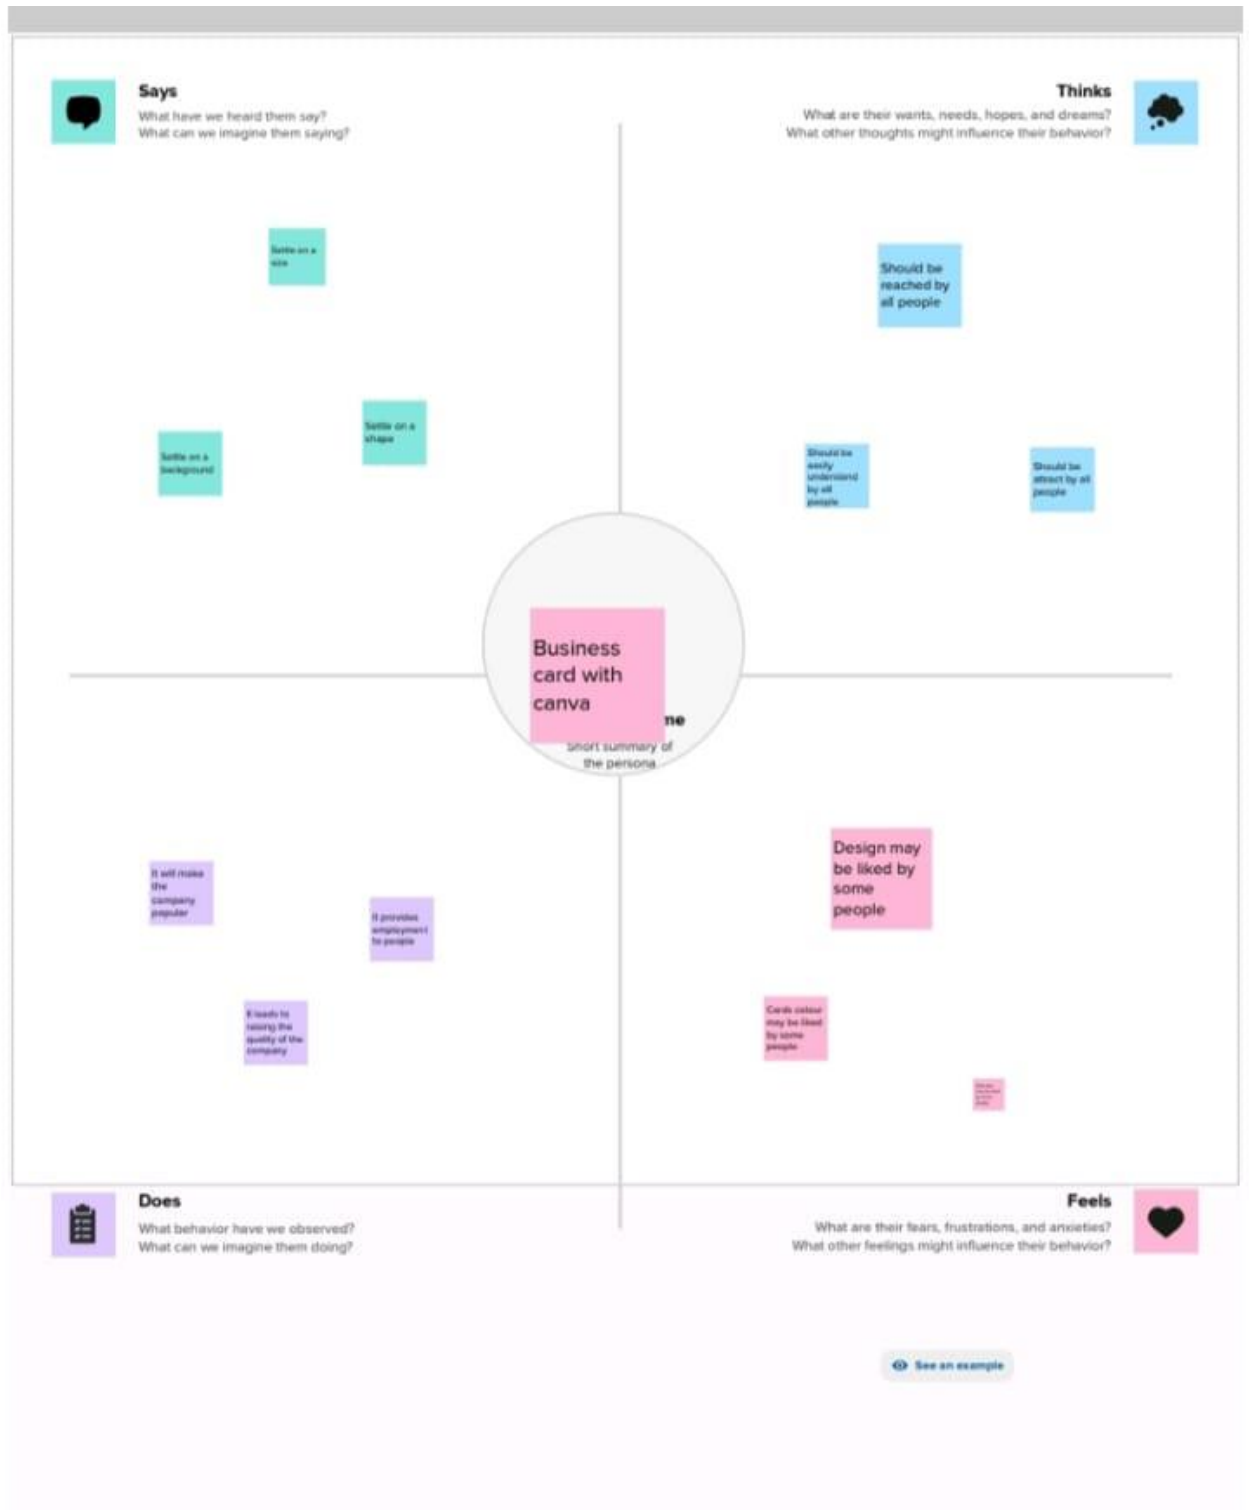 Says
What have we heard them say?
What can we imagine them saying?
Thinks
What are their wants, needs, hopes, and dreams?
What other thoughts might influence their behavior?
Settle on a
size
Settle on a
background
Settle on a
shape
Should be
reached by
all people
Should be
easily
understand
by all
people
Should be
attract by all
people
Business
card with
canva
me
Short summary of
the persona
It will make
the
company
popular
It provides
employment
to people
It leads to
raising the
quality of the
company
Design may
be liked by
some
people
Cards colour
may be liked
by some
people
Does
What behavior have we observed?
What can we imagine them doing?
Feels
What are their fears, frustrations, and anxieties?
What other feelings might influence their behavior?
See an example